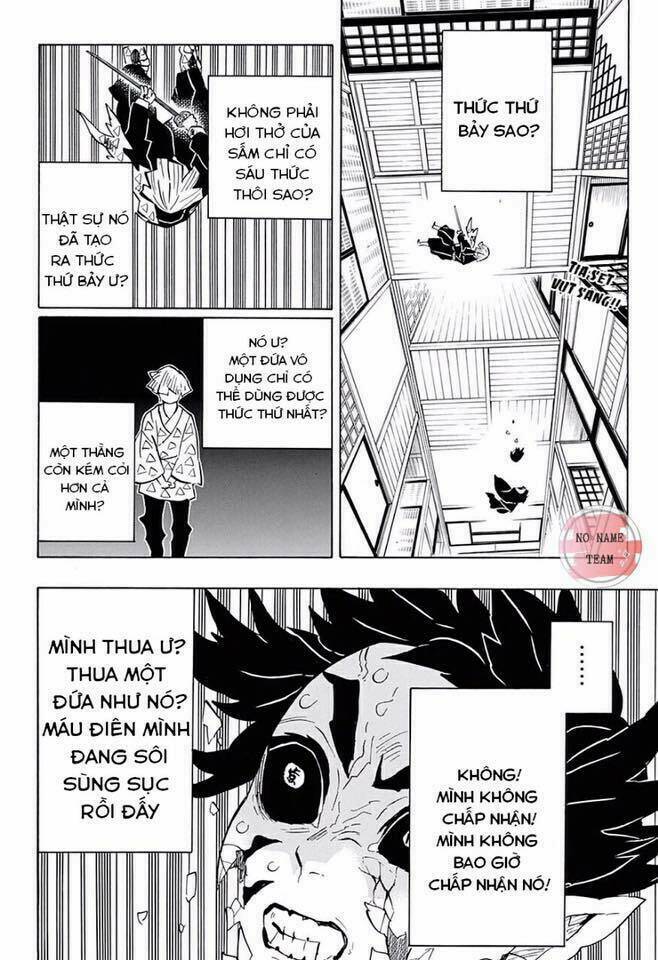 THỨC THỨ
BẢY SAO?
TIA SÉT
VỤT SÁNG!!
KHÔNG PHẢI
HƠI THỞ CỦA
SẤM CHỈ CÓ
SÁU THỨC
THÔI SAO?
THẬT SỰ NÓ
ĐÃ TẠO
RA THỨC
THỨ BẢY Ư?
NÓ Ư?
MỘT ĐỨA VÔ
DỤNG CHỈ CÓ
THỂ DÙNG ĐƯỢC
THỨC THỨ NHẤT?
MỘT THẰNG
CÒN KÉM CỎI
HƠN CẢ
MÌNH?
NO NAME
TEAM
......
KHÔNG!
MÌNH KHÔNG
CHẤP NHẬN!
MÌNH KHÔNG
BAO GIỜ
CHẤP NHẬN NÓ!
MÌNH THUA Ư?
THUA MỘT
ĐỨA NHƯ NÓ?
MÁU ĐIÊN MÌNH
ĐANG SÔI
SÙNG SỤC
RỒI ĐẤY